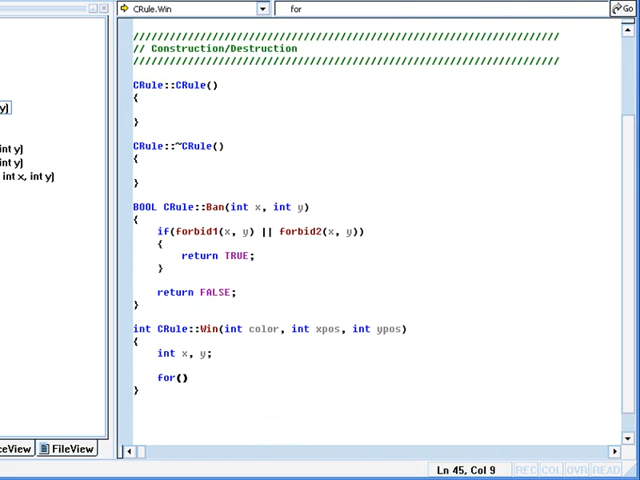 CRule.Win
for
Go
///////////////////////////////////////////////////////////////////////
// Construction/Destruction
///////////////////////////////////////////////////////////////////////
CRule::CRule()
{
}
CRule::~CRule()
{
}
BOOL CRule::Ban(int x, int y)
{
if(forbid1(x, y) || forbid2(x, y))
{
return TRUE;
}
return FALSE;
}
int CRule::Win(int color, int xpos, int ypos)
{
int x, y;
for()
}
y]
int y]
int y]
int x, int y]
ceView
FileView
Ln 45, Col 9
REC COL OVR READ